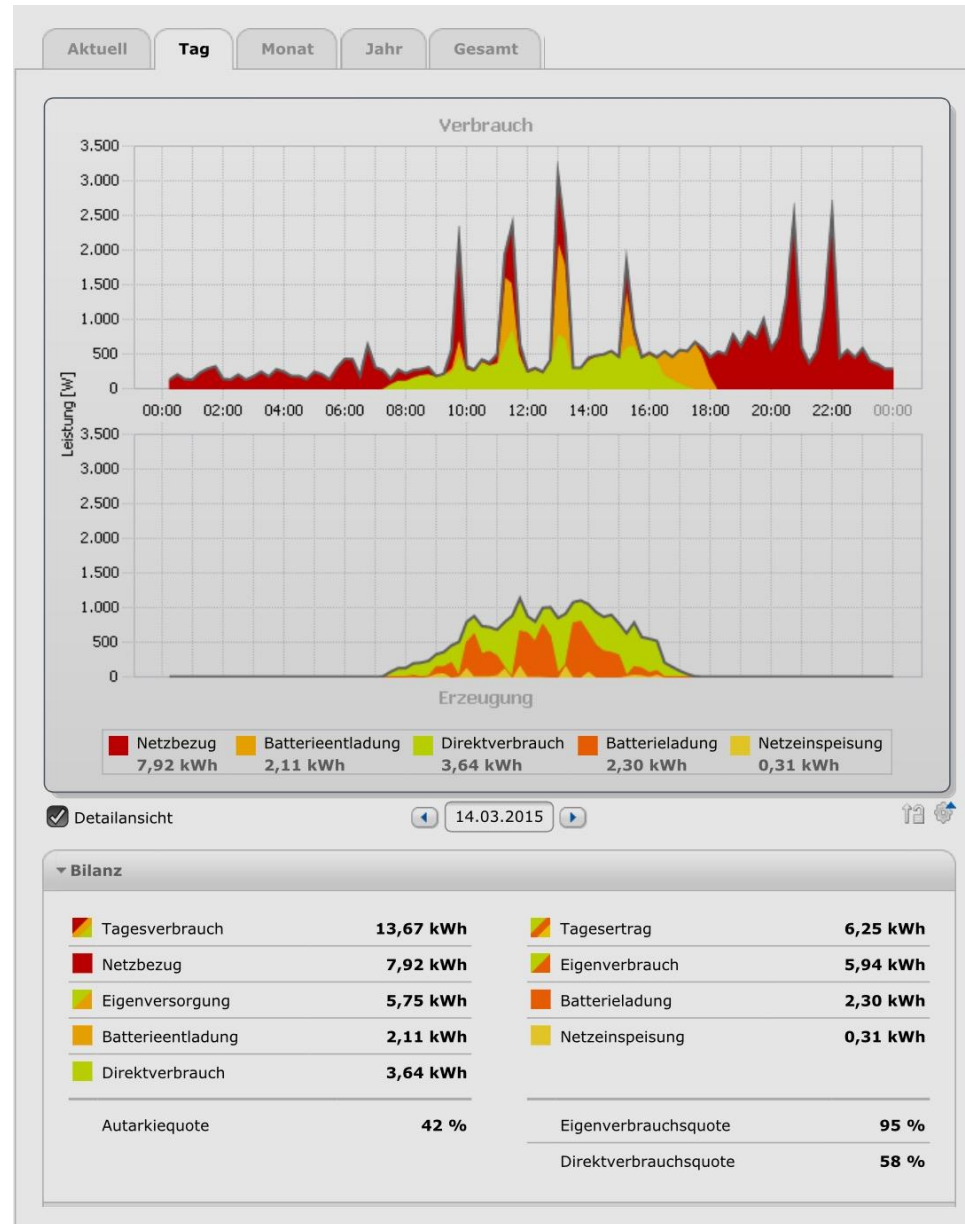 Aktuell Tag Monat Jahr Gesamt
Verbrauch
3.500
3.000
2.500
2.000
1.500
1.000
500
0
00:00 02:00 04:00 06:00 08:00 10:00 12:00 14:00 16:00 18:00 20:00 22:00 00:00
Leistung [W]
3.500
3.000
2.500
2.000
1.500
1.000
500
0
Erzeugung
Netzbezug Batterieentladung Direktverbrauch Batterieladung Netzeinspeisung
7,92 kWh 2,11 kWh 3,64 kWh 2,30 kWh 0,31 kWh
Detailansicht 14.03.2015
Bilanz
Tagesverbrauch 13,67 kWh Tagesertrag 6,25 kWh
Netzbezug 7,92 kWh Eigenverbrauch 5,94 kWh
Eigenversorgung 5,75 kWh Batterieladung 2,30 kWh
Batterieentladung 2,11 kWh Netzeinspeisung 0,31 kWh
Direktverbrauch 3,64 kWh
Autarkiequote 42 % Eigenverbrauchsquote 95 %
Direktverbrauchsquote 58 %